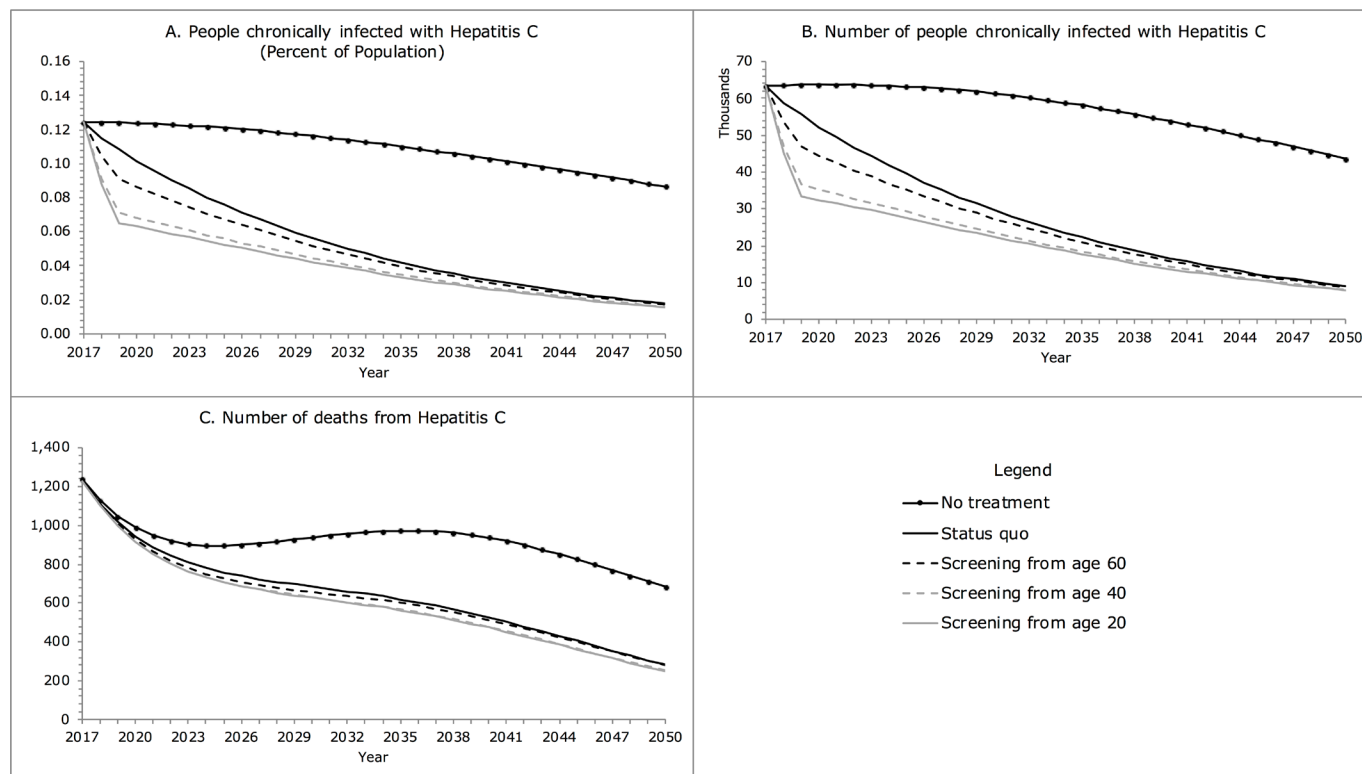 A. People chronically infected with Hepatitis C
(Percent of Population)
0.16
0.14
0.12
0.10
0.08
0.06
0.04
0.02
0.00
2017 2020 2023 2026 2029 2032 2035 2038 2041 2044 2047 2050
Year
B. Number of people chronically infected with Hepatitis C
Thousands
70
60
50
40
30
20
10
0
2017 2020 2023 2026 2029 2032 2035 2038 2041 2044 2047 2050
Year
C. Number of deaths from Hepatitis C
1,400
1,200
1,000
800
600
400
200
0
2017 2020 2023 2026 2029 2032 2035 2038 2041 2044 2047 2050
Year
Legend
No treatment
Status quo
Screening from age 60
Screening from age 40
Screening from age 20